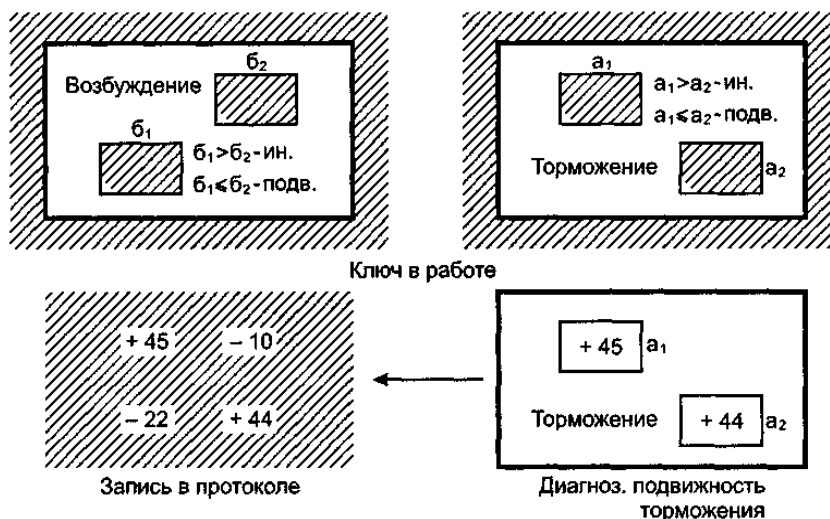 б₂
Возбуждение
б₁
б₁>б₂-ин.
б₁⩽б₂-подв.
а₁
а₁>а₂-ин.
а₁⩽а₂-подв.
Торможение
а₂
Ключ в работе
+ 45 – 10
– 22 + 44
Запись в протоколе
+ 45 а₁
Торможение + 44 а₂
Диагноз. подвижность
торможения